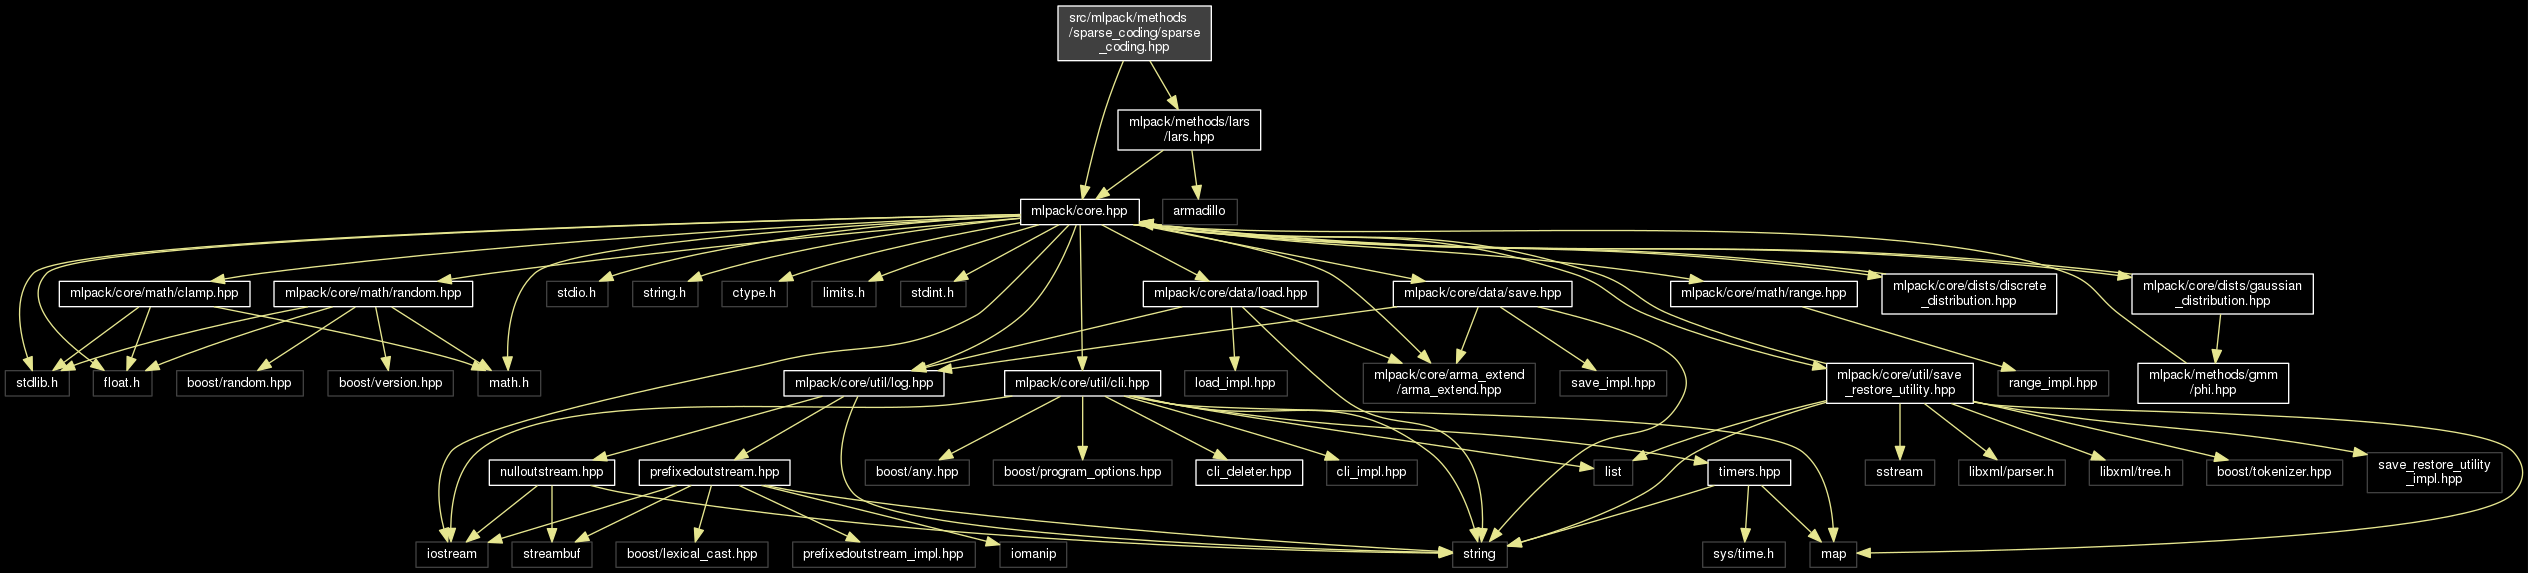 src/mlpack/methods
/sparse_coding/sparse
_coding.hpp
mlpack/methods/lars
/lars.hpp
mlpack/core.hpp
armadillo
mlpack/core/math/clamp.hpp
mlpack/core/math/random.hpp
stdio.h
string.h
ctype.h
limits.h
stdint.h
mlpack/core/data/load.hpp
mlpack/core/data/save.hpp
mlpack/core/math/range.hpp
mlpack/core/dists/discrete
_distribution.hpp
mlpack/core/dists/gaussian
_distribution.hpp
stdlib.h
float.h
boost/random.hpp
boost/version.hpp
math.h
mlpack/core/util/log.hpp
mlpack/core/util/cli.hpp
load_impl.hpp
mlpack/core/arma_extend
/arma_extend.hpp
save_impl.hpp
mlpack/core/util/save
_restore_utility.hpp
range_impl.hpp
mlpack/methods/gmm
/phi.hpp
nulloutstream.hpp
prefixedoutstream.hpp
boost/any.hpp
boost/program_options.hpp
cli_deleter.hpp
cli_impl.hpp
list
timers.hpp
sstream
libxml/parser.h
libxml/tree.h
boost/tokenizer.hpp
save_restore_utility
_impl.hpp
iostream
streambuf
boost/lexical_cast.hpp
prefixedoutstream_impl.hpp
iomanip
string
sys/time.h
map